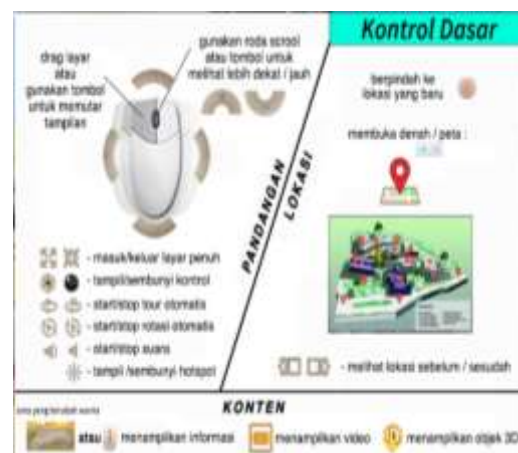 Kontrol Dasar
drag layar
atau
gunakan tombol
untuk memutar
tampilan
gunakan roda scrool
atau tombol untuk
melihat lebih dekat / jauh
berpindah ke
lokasi yang baru
membuka denah / peta :
PANDANGAN
LOKASI
- masuk/keluar layar penuh
- tampil/sembunyi kontrol
- start/stop tour otomatis
- start/stop rotasi otomatis
- start/stop suara
- tampil /sembunyi hotspot
- melihat lokasi sebelum / sesudah
KONTEN
atau
menampilkan informasi
menampilkan video
menampilkan objek 3D